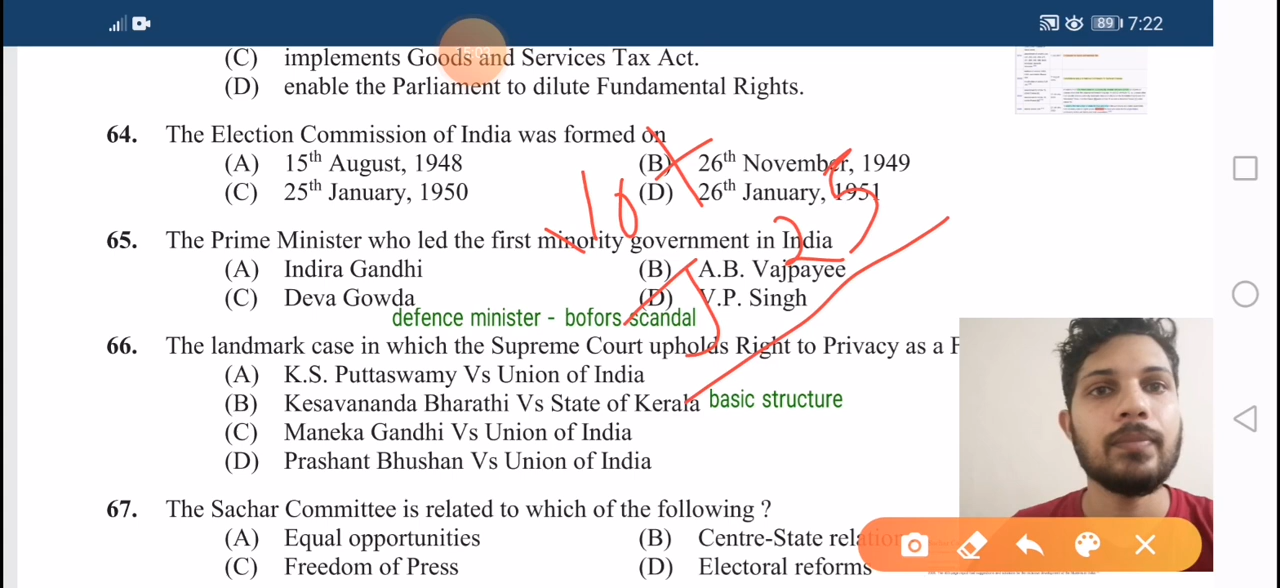 89 7:22
(C) implements Goods and Services Tax Act.
(D) enable the Parliament to dilute Fundamental Rights.
64. The Election Commission of India was formed on
(A) 15th August, 1948 (B) 26th November, 1949
(C) 25th January, 1950 (D) 26th January, 1951
65. The Prime Minister who led the first minority government in India
(A) Indira Gandhi (B) A.B. Vajpayee
(C) Deva Gowda (D) V.P. Singh
defence minister - bofors scandal
66. The landmark case in which the Supreme Court upholds Right to Privacy as a F
(A) K.S. Puttaswamy Vs Union of India
(B) Kesavananda Bharathi Vs State of Kerala basic structure
(C) Maneka Gandhi Vs Union of India
(D) Prashant Bhushan Vs Union of India
67. The Sachar Committee is related to which of the following ?
(A) Equal opportunities (B) Centre-State relation
(C) Freedom of Press (D) Electoral reforms